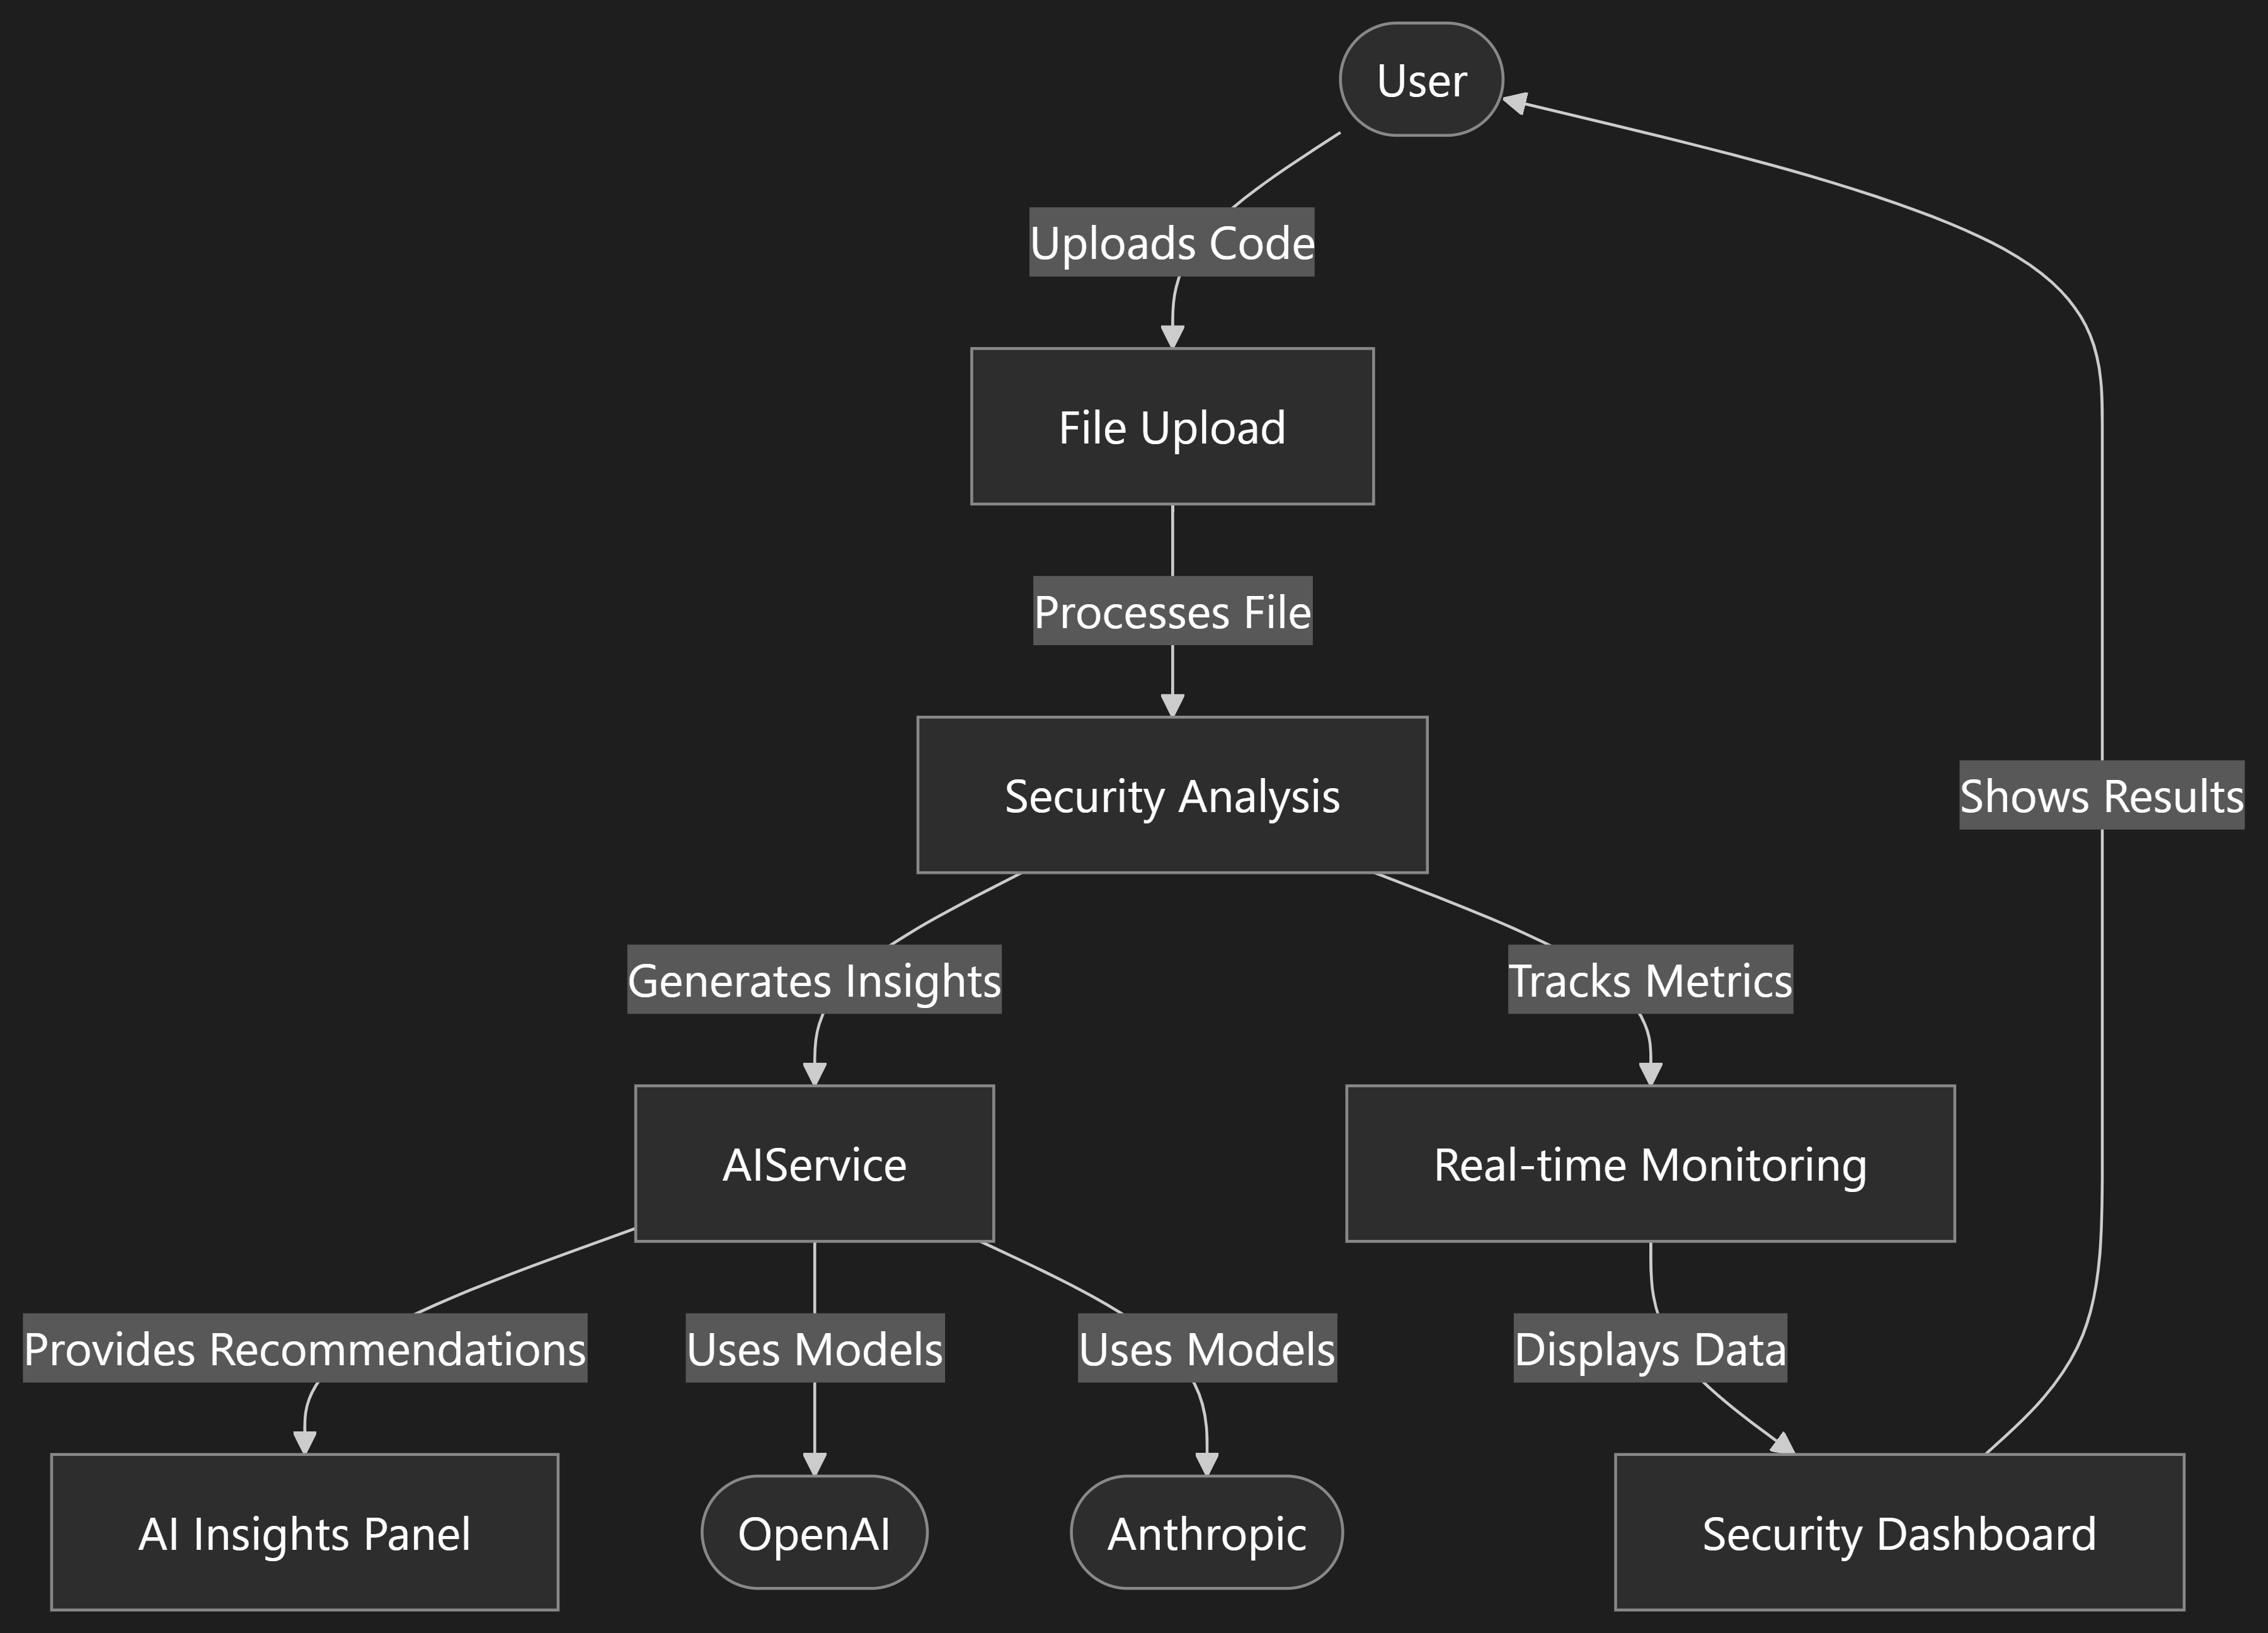 User
Uploads Code
File Upload
Processes File
Security Analysis
Shows Results
Generates Insights
Tracks Metrics
AIService
Real-time Monitoring
Provides Recommendations
Uses Models
Uses Models
Displays Data
AI Insights Panel
OpenAI
Anthropic
Security Dashboard